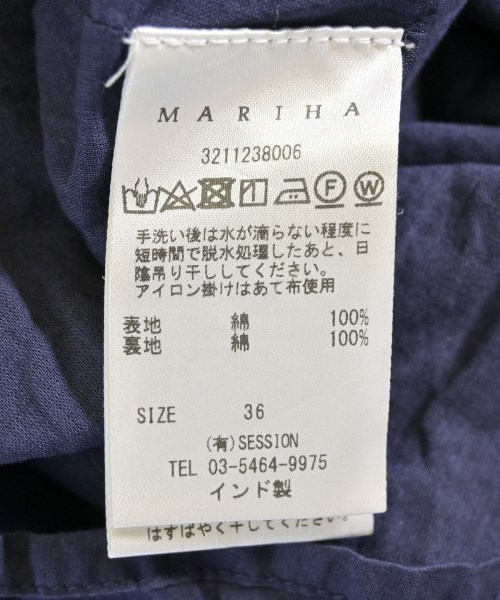 MARIHA
3211238006
F W
手洗い後は水が滴らない程度に
短時間で脱水処理したあと、日
陰吊り干ししてください。
アイロン掛けはあて布使用
表地 綿 100%
裏地 綿 100%
SIZE 36
(有)SESSION
TEL 03-5464-9975
インド製
はすばやく干してください。